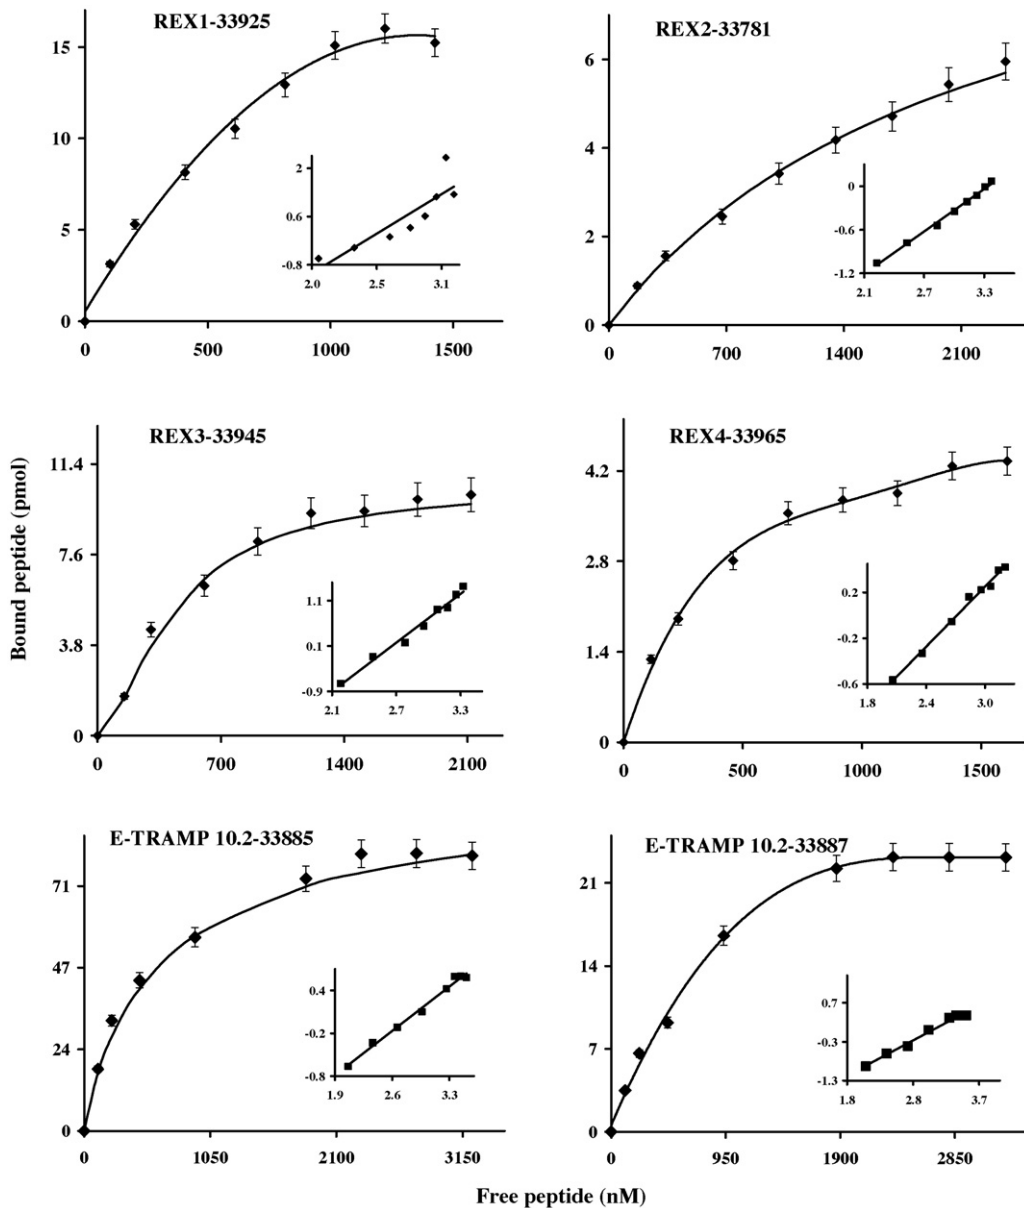 REX1-33925
15
10
5
0
0 500 1000 1500
2
0.6
-0.8
2.0 2.5 3.1
REX2-33781
6
4
2
0
0 700 1400 2100
0
-0.6
-1.2
2.1 2.7 3.3
Bound peptide (pmol)
REX3-33945
11.4
7.6
3.8
0
0 700 1400 2100
1.1
0.1
-0.9
2.1 2.7 3.3
REX4-33965
4.2
2.8
1.4
0
0 500 1000 1500
0.2
-0.2
-0.6
1.8 2.4 3.0
E-TRAMP 10.2-33885
71
47
24
0
0 1050 2100 3150
0.4
-0.2
-0.8
1.9 2.6 3.3
E-TRAMP 10.2-33887
21
14
7
0
0 950 1900 2850
0.7
-0.3
-1.3
1.8 2.8 3.7
Free peptide (nM)